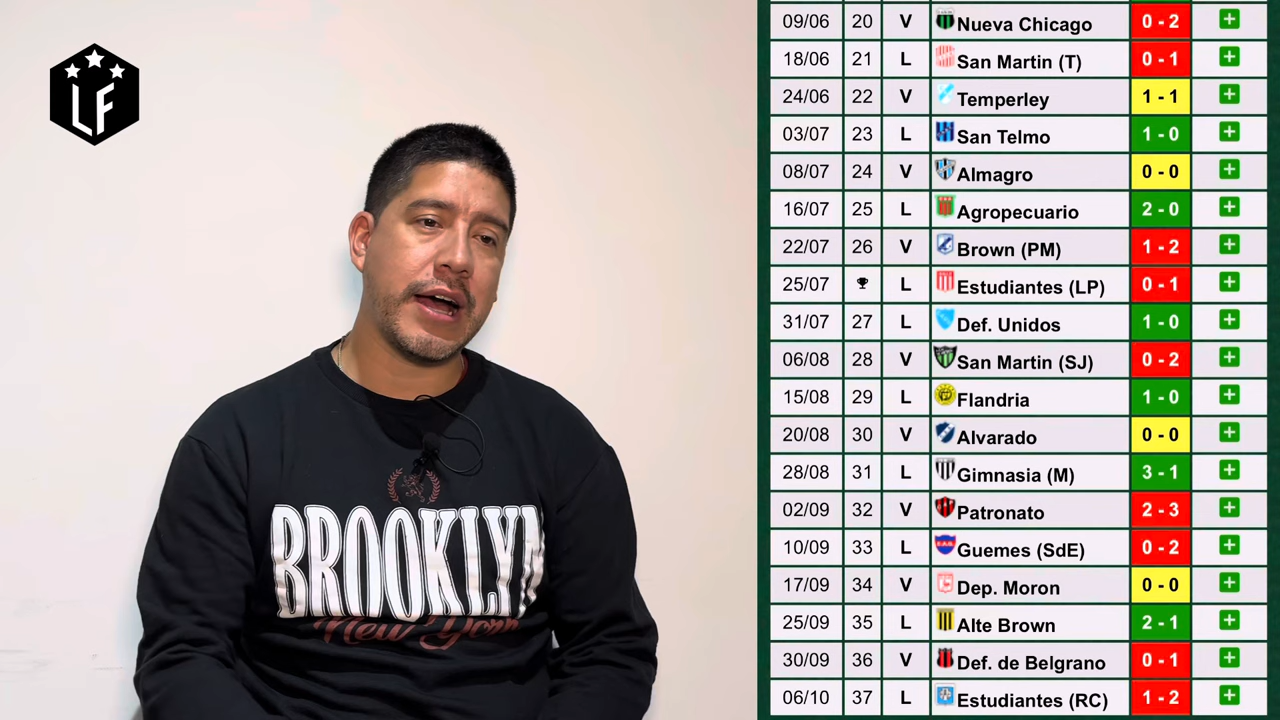 LF
BROOKLYN
New York
09/06 20 V Nueva Chicago 0 - 2
18/06 21 L San Martin (T) 0 - 1
24/06 22 V Temperley 1 - 1
03/07 23 L San Telmo 1 - 0
08/07 24 V Almagro 0 - 0
16/07 25 L Agropecuario 2 - 0
22/07 26 V Brown (PM) 1 - 2
25/07 L Estudiantes (LP) 0 - 1
31/07 27 L Def. Unidos 1 - 0
06/08 28 V San Martin (SJ) 0 - 2
15/08 29 L Flandria 1 - 0
20/08 30 V Alvarado 0 - 0
28/08 31 L Gimnasia (M) 3 - 1
02/09 32 V Patronato 2 - 3
10/09 33 L Guemes (SdE) 0 - 2
17/09 34 V Dep. Moron 0 - 0
25/09 35 L Alte Brown 2 - 1
30/09 36 V Def. de Belgrano 0 - 1
06/10 37 L Estudiantes (RC) 1 - 2